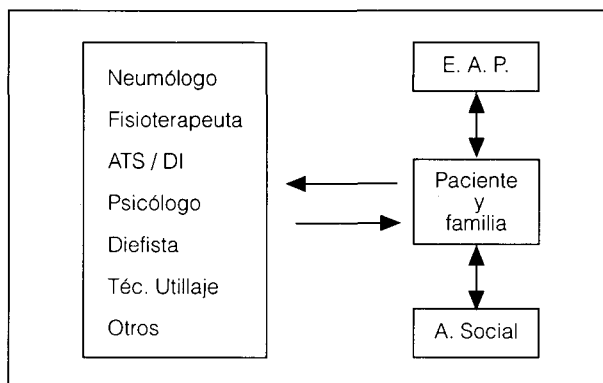 Neumólogo
Fisioterapeuta
ATS / DI
Psicólogo
Diefista
Téc. Utillaje
Otros
E. A. P.
Paciente
y
familia
A. Social